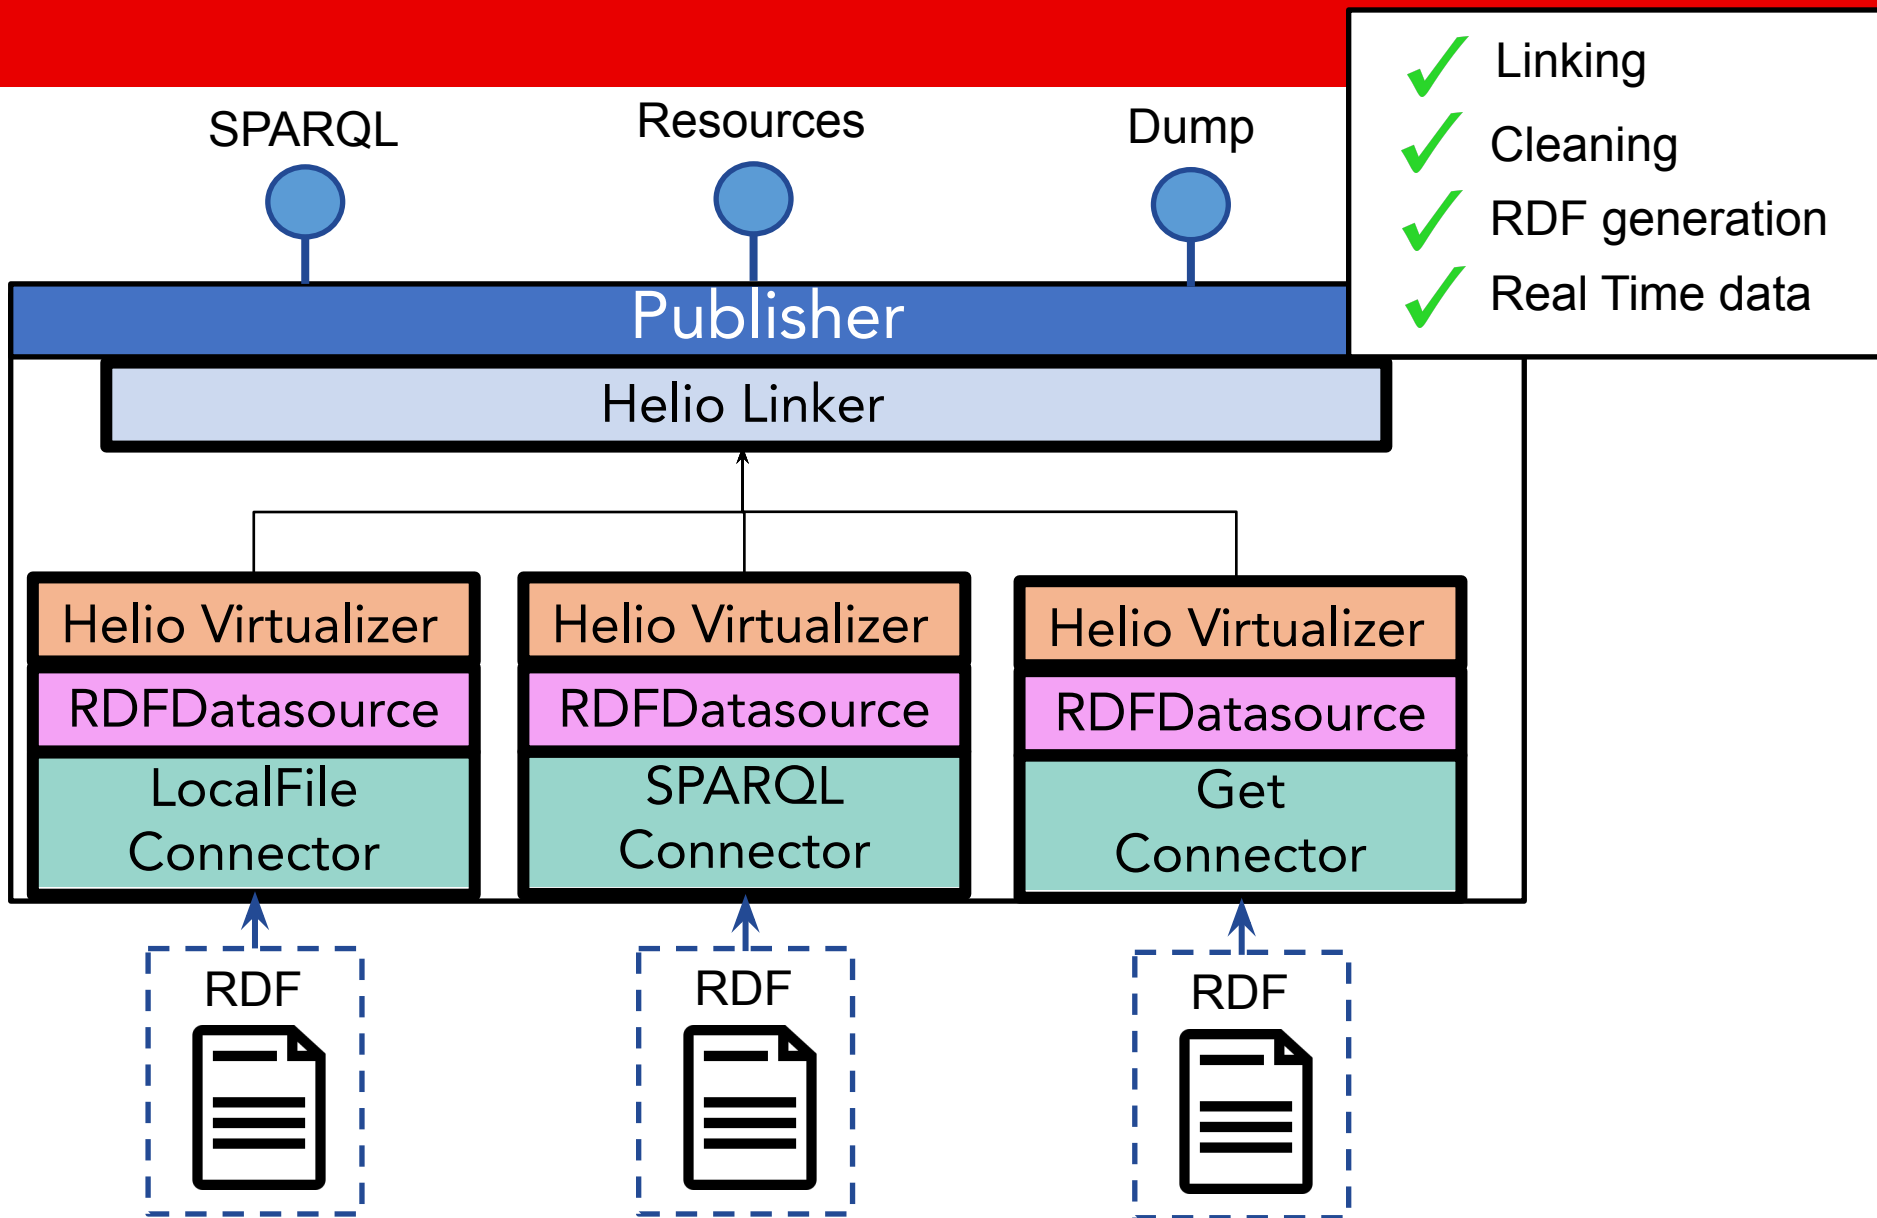 Linking
Cleaning
RDF generation
Real Time data
SPARQL
Resources
Dump
Publisher
Helio Linker
Helio Virtualizer
RDFDatasource
LocalFile
Connector
Helio Virtualizer
RDFDatasource
SPARQL
Connector
Helio Virtualizer
RDFDatasource
Get
Connector
RDF
RDF
RDF